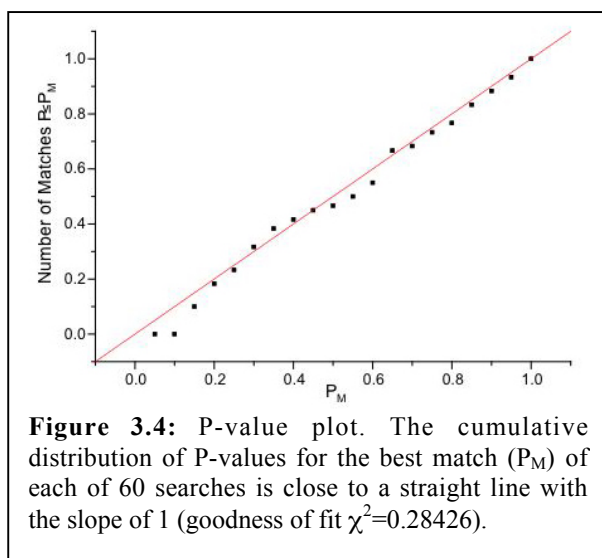 1.0
0.8
0.6
0.4
0.2
0.0
Number of Matches P≤P_M
0.0 0.2 0.4 0.6 0.8 1.0
P_M
Figure 3.4: P-value plot. The cumulative
distribution of P-values for the best match (P_M) of
each of 60 searches is close to a straight line with
the slope of 1 (goodness of fit χ²=0.28426).